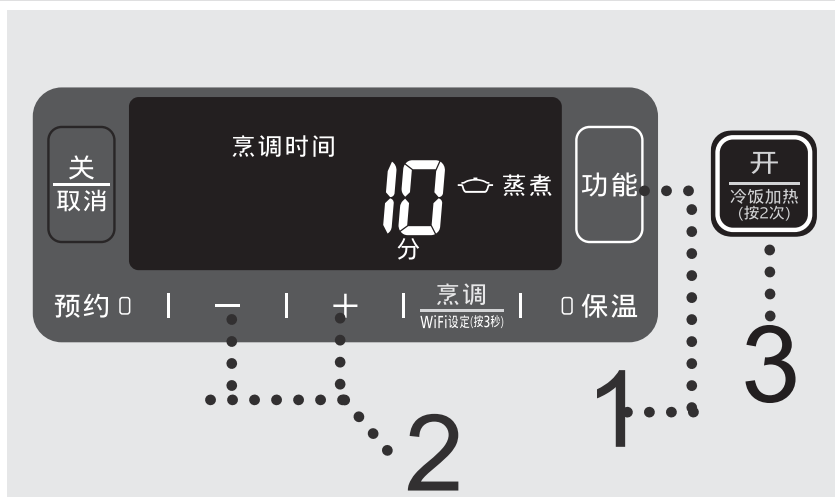 烹调时间
关
取消
10
分
蒸煮
功能
开
冷饭加热
(按2次)
预约
－
＋
烹调
WiFi设定(按3秒)
保温
1
2
3